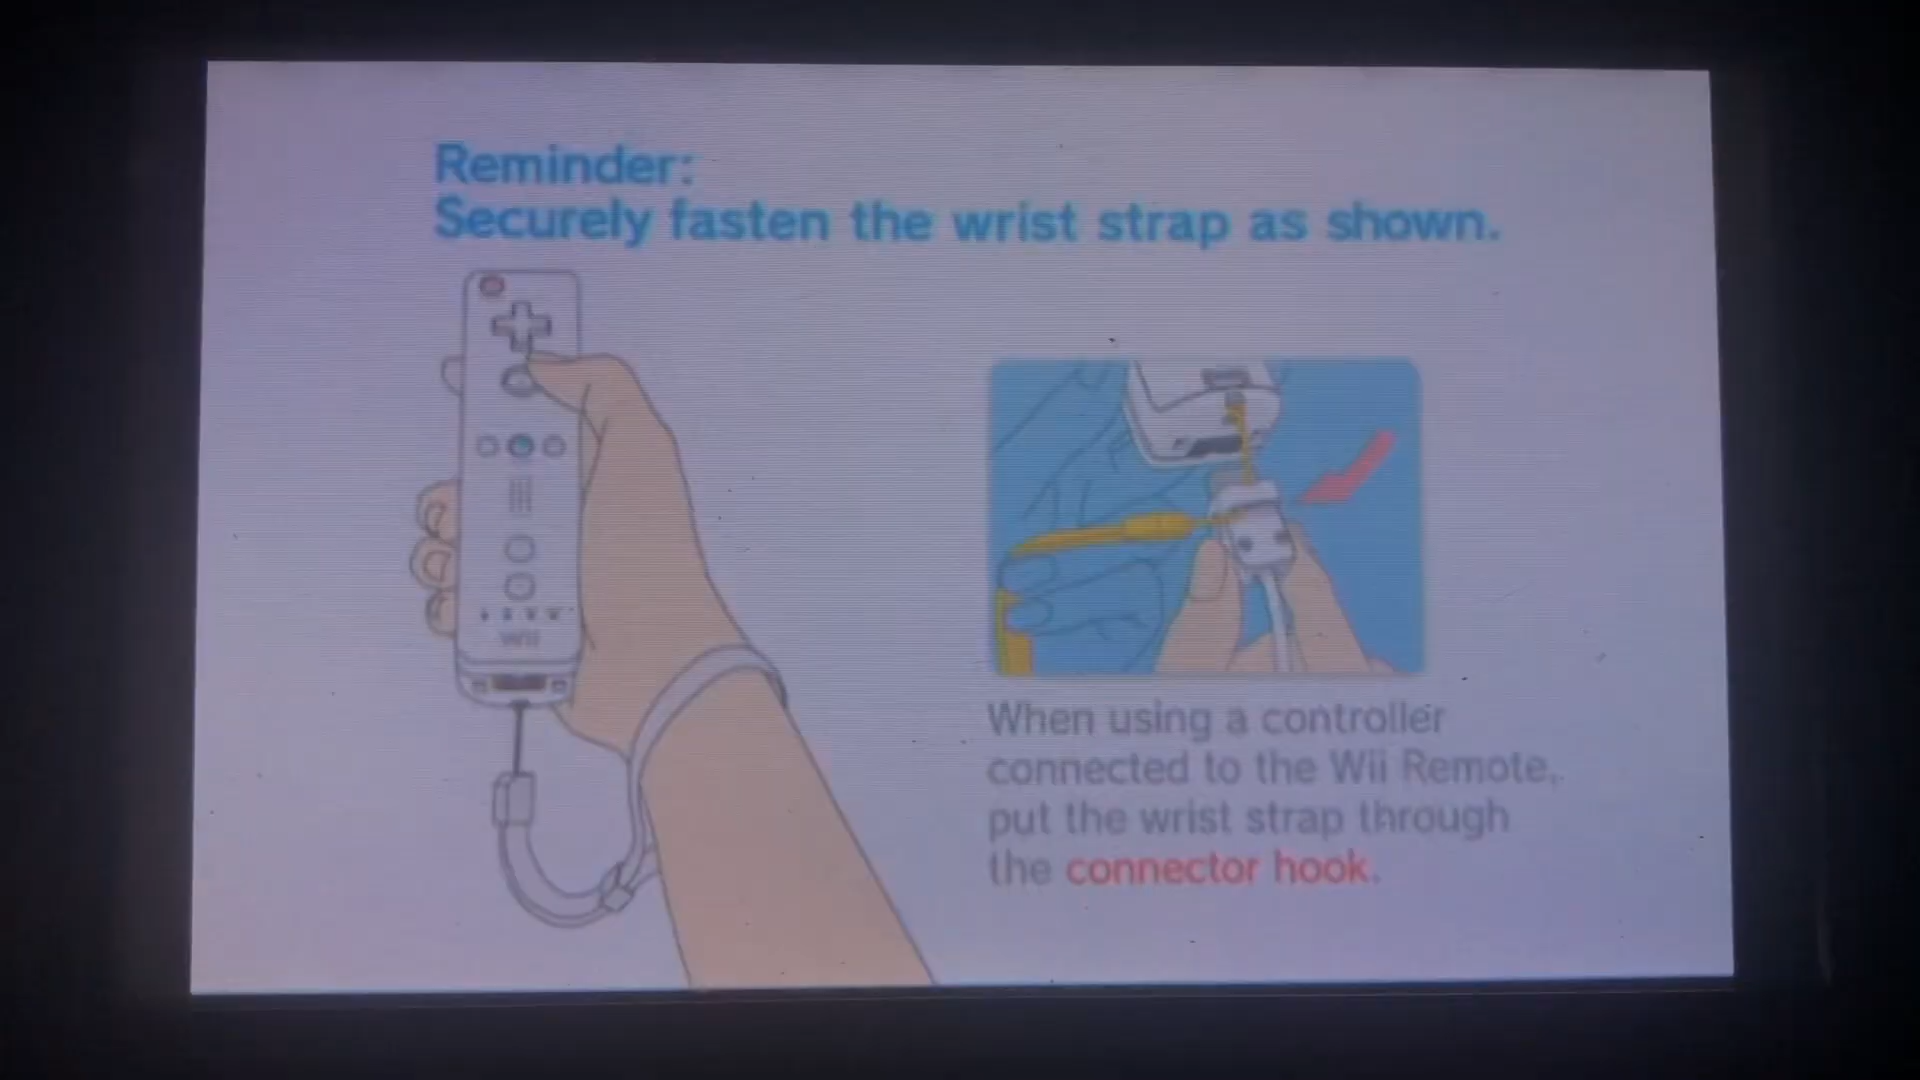 Reminder:
Securely fasten the wrist strap as shown.
Wii
When using a controller
connected to the Wii Remote,
put the wrist strap through
the connector hook.